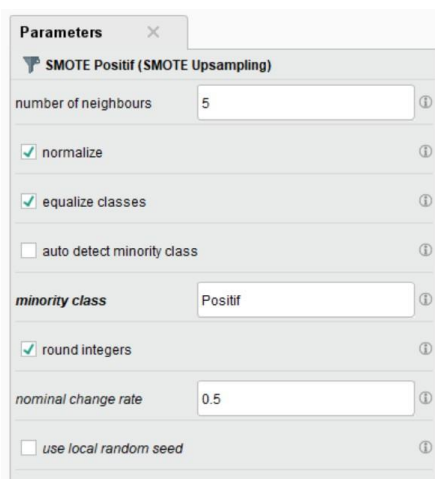 Parameters
SMOTE Positif (SMOTE Upsampling)
number of neighbours 5
normalize
equalize classes
auto detect minority class
minority class Positif
round integers
nominal change rate 0.5
use local random seed